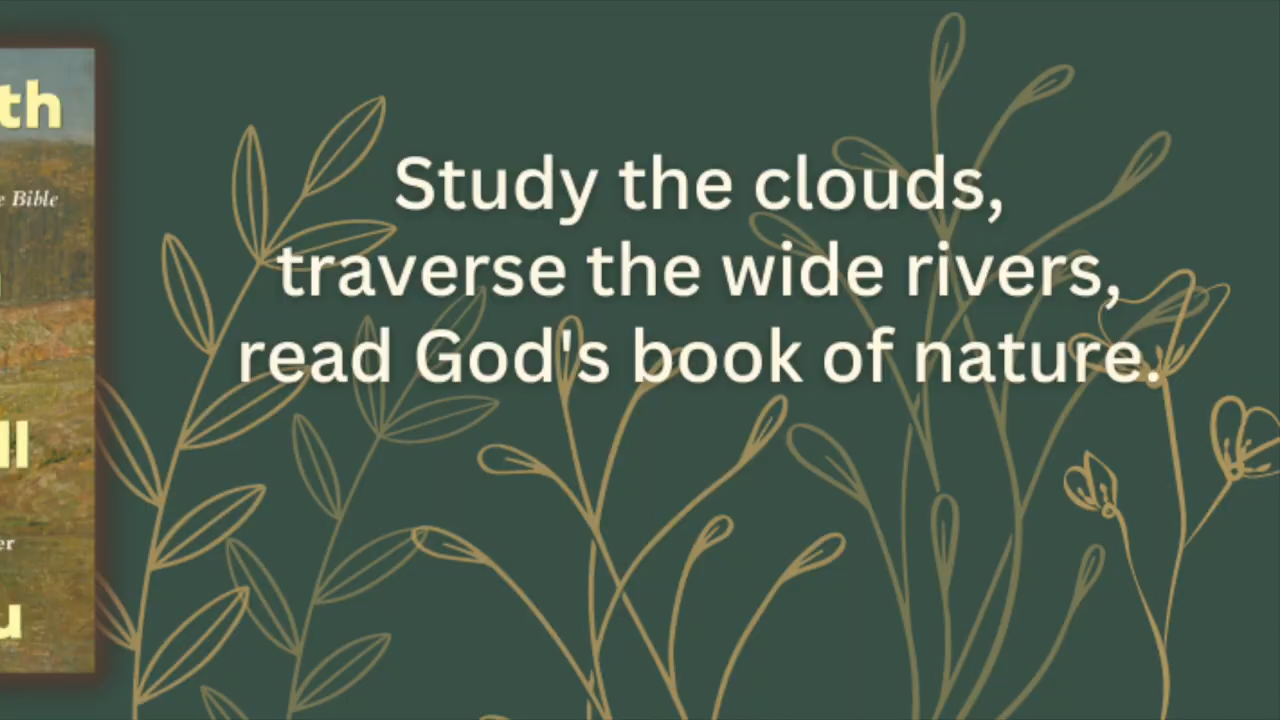 th
Bible
ll
er
u
Study the clouds,
traverse the wide rivers,
read God's book of nature.